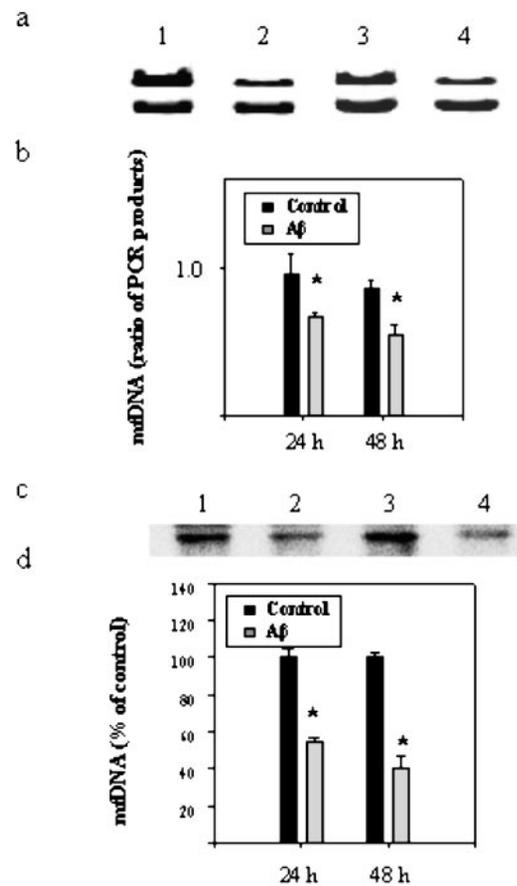 a
1 2 3 4
b
mtDNA (ratio of PCR products)
Control
Aβ
1.0
* *
24 h 48 h
c
1 2 3 4
d
mtDNA (% of control)
140
120
100
80
60
40
20
Control
Aβ
* *
24 h 48 h